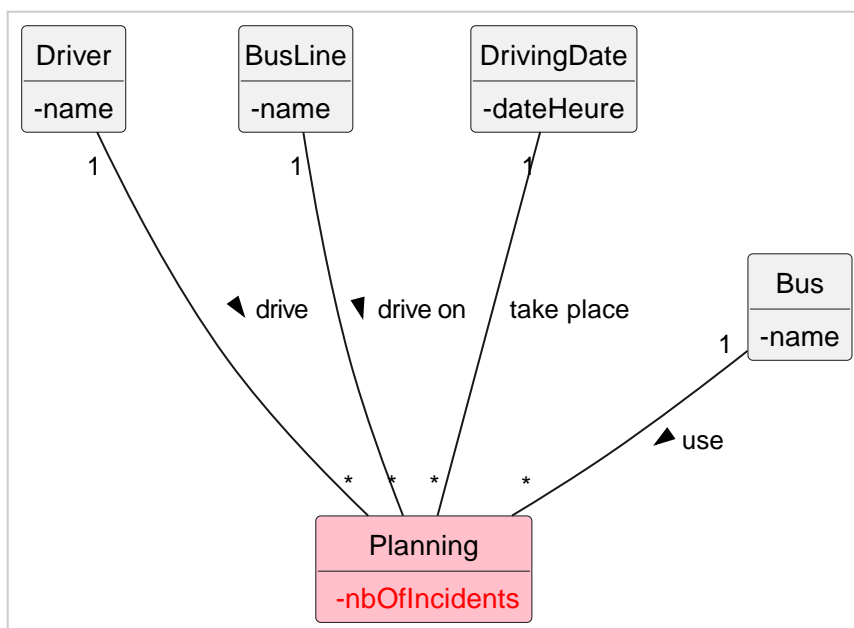 Driver
-name
BusLine
-name
DrivingDate
-dateHeure
1
1
1
Bus
-name
1
drive
drive on
take place
use
*
*
*
*
Planning
-nbOfIncidents